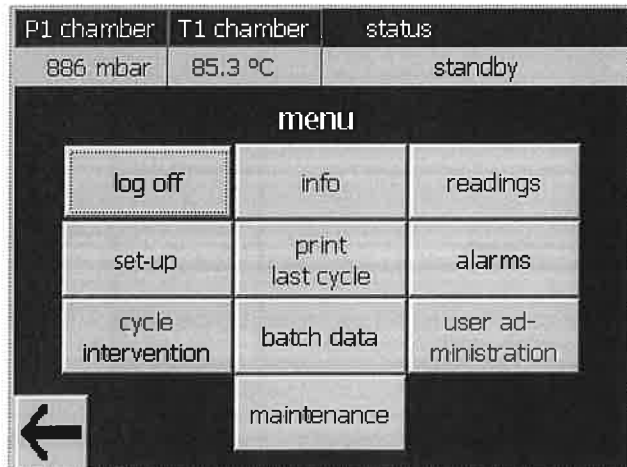 P1 chamber T1 chamber status
886 mbar 85.3 ºC standby
menu
log off info readings
set-up print last cycle alarms
cycle intervention batch data user ad-ministration
maintenance